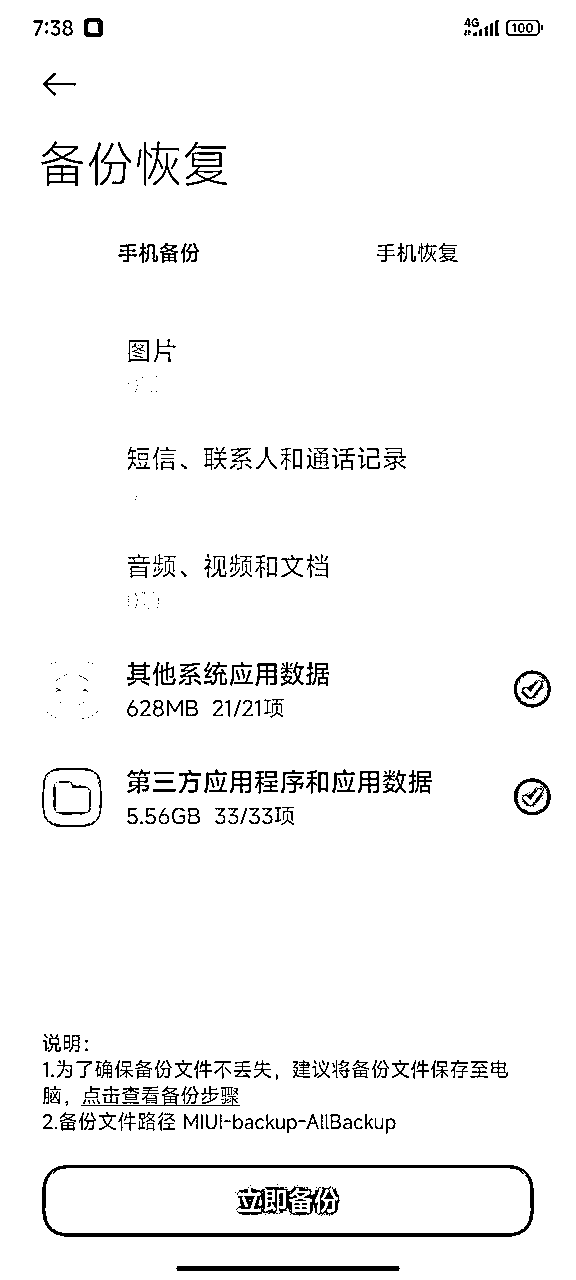 7:38 4G 100
备份恢复
手机备份 手机恢复
图片
短信、联系人和通话记录
音频、视频和文档
其他系统应用数据
628MB 21/21项
第三方应用程序和应用数据
5.56GB 33/33项
说明：
1.为了确保备份文件不丢失，建议将备份文件保存至电
脑，点击查看备份步骤
2.备份文件路径 MIUI-backup-AllBackup
立即备份